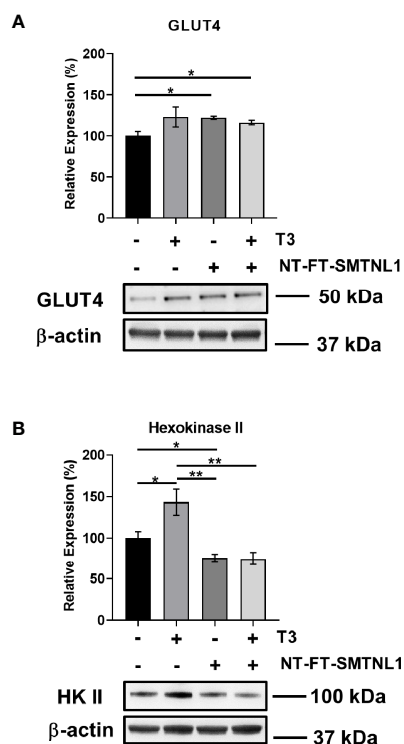 A
GLUT4
Relative Expression (%)
200
150
100
50
0
*
*
- + - + T3
- - + + NT-FT-SMTNL1
GLUT4 50 kDa
β-actin 37 kDa
B
Hexokinase II
Relative Expression (%)
200
150
100
50
0
*
**
* **
- + - + T3
- - + + NT-FT-SMTNL1
HK II 100 kDa
β-actin 37 kDa